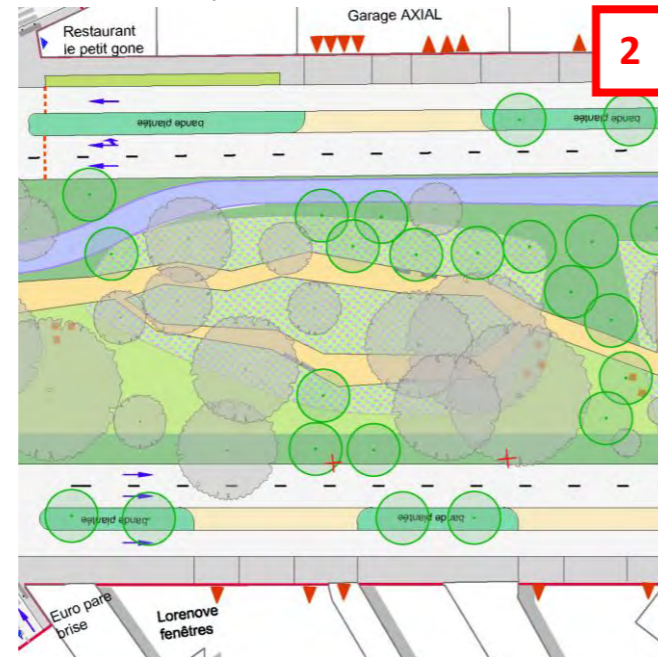 Restaurant
le petit gone
Garage AXIAL
2
bande plantée
bande plantée
bande plantée
bande plantée
Euro pare
brise
Lorenove
fenêtres